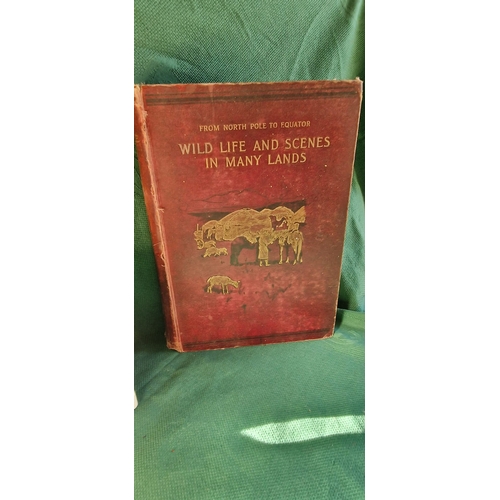 FROM NORTH POLE TO EQUATOR
WILD LIFE AND SCENES
IN MANY LANDS